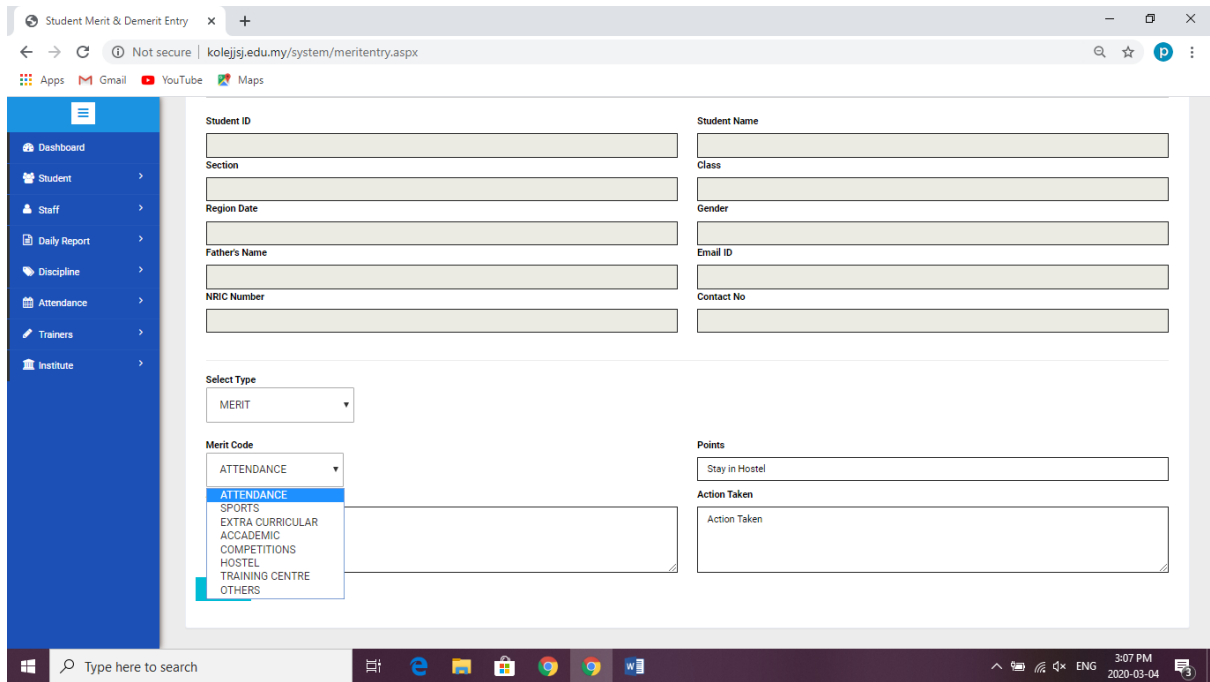 Student Merit & Demerit Entry
Not secure | kolejjsj.edu.my/system/meritentry.aspx
p
Apps Gmail YouTube Maps
Dashboard
Student
Staff
Daily Report
Discipline
Attendance
Trainers
Institute
Student ID Student Name
Section Class
Region Date Gender
Father's Name Email ID
NRIC Number Contact No
Select Type
MERIT
Merit Code Points
ATTENDANCE Stay in Hostel
Action Taken
Action Taken
ATTENDANCE
SPORTS
EXTRA CURRICULAR
ACCADEMIC
COMPETITIONS
HOSTEL
TRAINING CENTRE
OTHERS
Type here to search
ENG
3:07 PM
2020-03-04
3